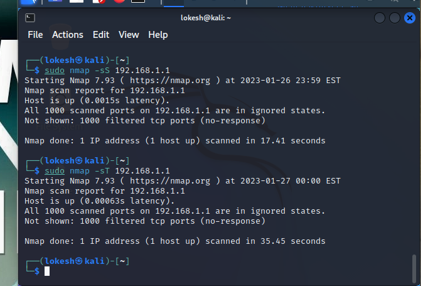 lokesh@kali: ~
File Actions Edit View Help
┌──(lokesh㉿kali)-[~]
└─$ sudo nmap -sS 192.168.1.1
Starting Nmap 7.93 ( https://nmap.org ) at 2023-01-26 23:59 EST
Nmap scan report for 192.168.1.1
Host is up (0.0015s latency).
All 1000 scanned ports on 192.168.1.1 are in ignored states.
Not shown: 1000 filtered tcp ports (no-response)
Nmap done: 1 IP address (1 host up) scanned in 17.41 seconds
┌──(lokesh㉿kali)-[~]
└─$ sudo nmap -sT 192.168.1.1
Starting Nmap 7.93 ( https://nmap.org ) at 2023-01-27 00:00 EST
Nmap scan report for 192.168.1.1
Host is up (0.00063s latency).
All 1000 scanned ports on 192.168.1.1 are in ignored states.
Not shown: 1000 filtered tcp ports (no-response)
Nmap done: 1 IP address (1 host up) scanned in 35.45 seconds
┌──(lokesh㉿kali)-[~]
└─$